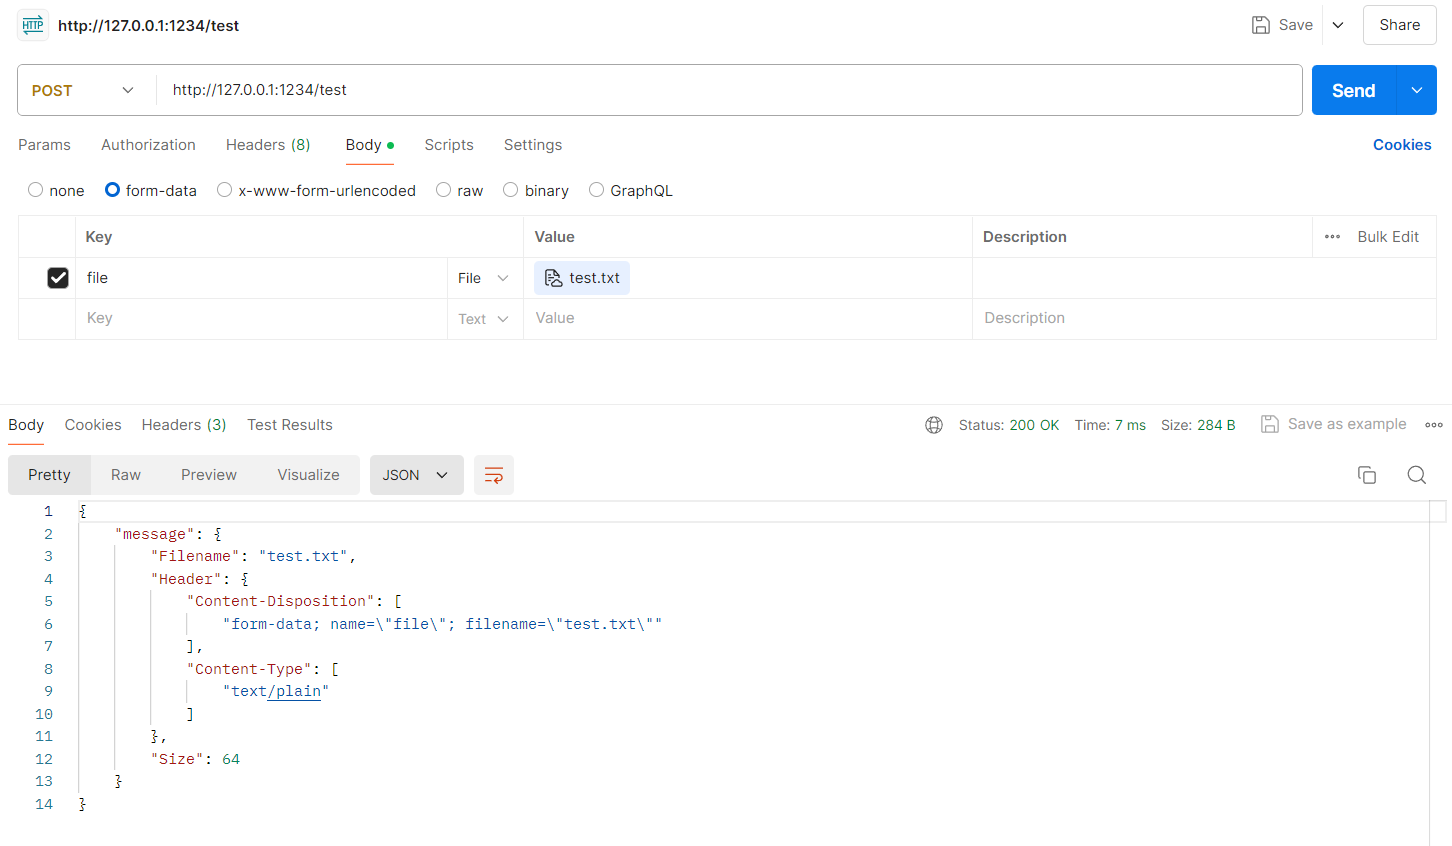 HTTP http://127.0.0.1:1234/test Save Share
POST http://127.0.0.1:1234/test Send
Params Authorization Headers (8) Body Scripts Settings Cookies
none form-data x-www-form-urlencoded raw binary GraphQL
Key Value Description ••• Bulk Edit
file File test.txt
Key Text Value Description
Body Cookies Headers (3) Test Results Status: 200 OK Time: 7 ms Size: 284 B Save as example
Pretty Raw Preview Visualize JSON
1 {
2 "message": {
3 "Filename": "test.txt",
4 "Header": {
5 "Content-Disposition": [
6 "form-data; name=\"file\"; filename=\"test.txt\""
7 ],
8 "Content-Type": [
9 "text/plain"
10 ]
11 },
12 "Size": 64
13 }
14 }